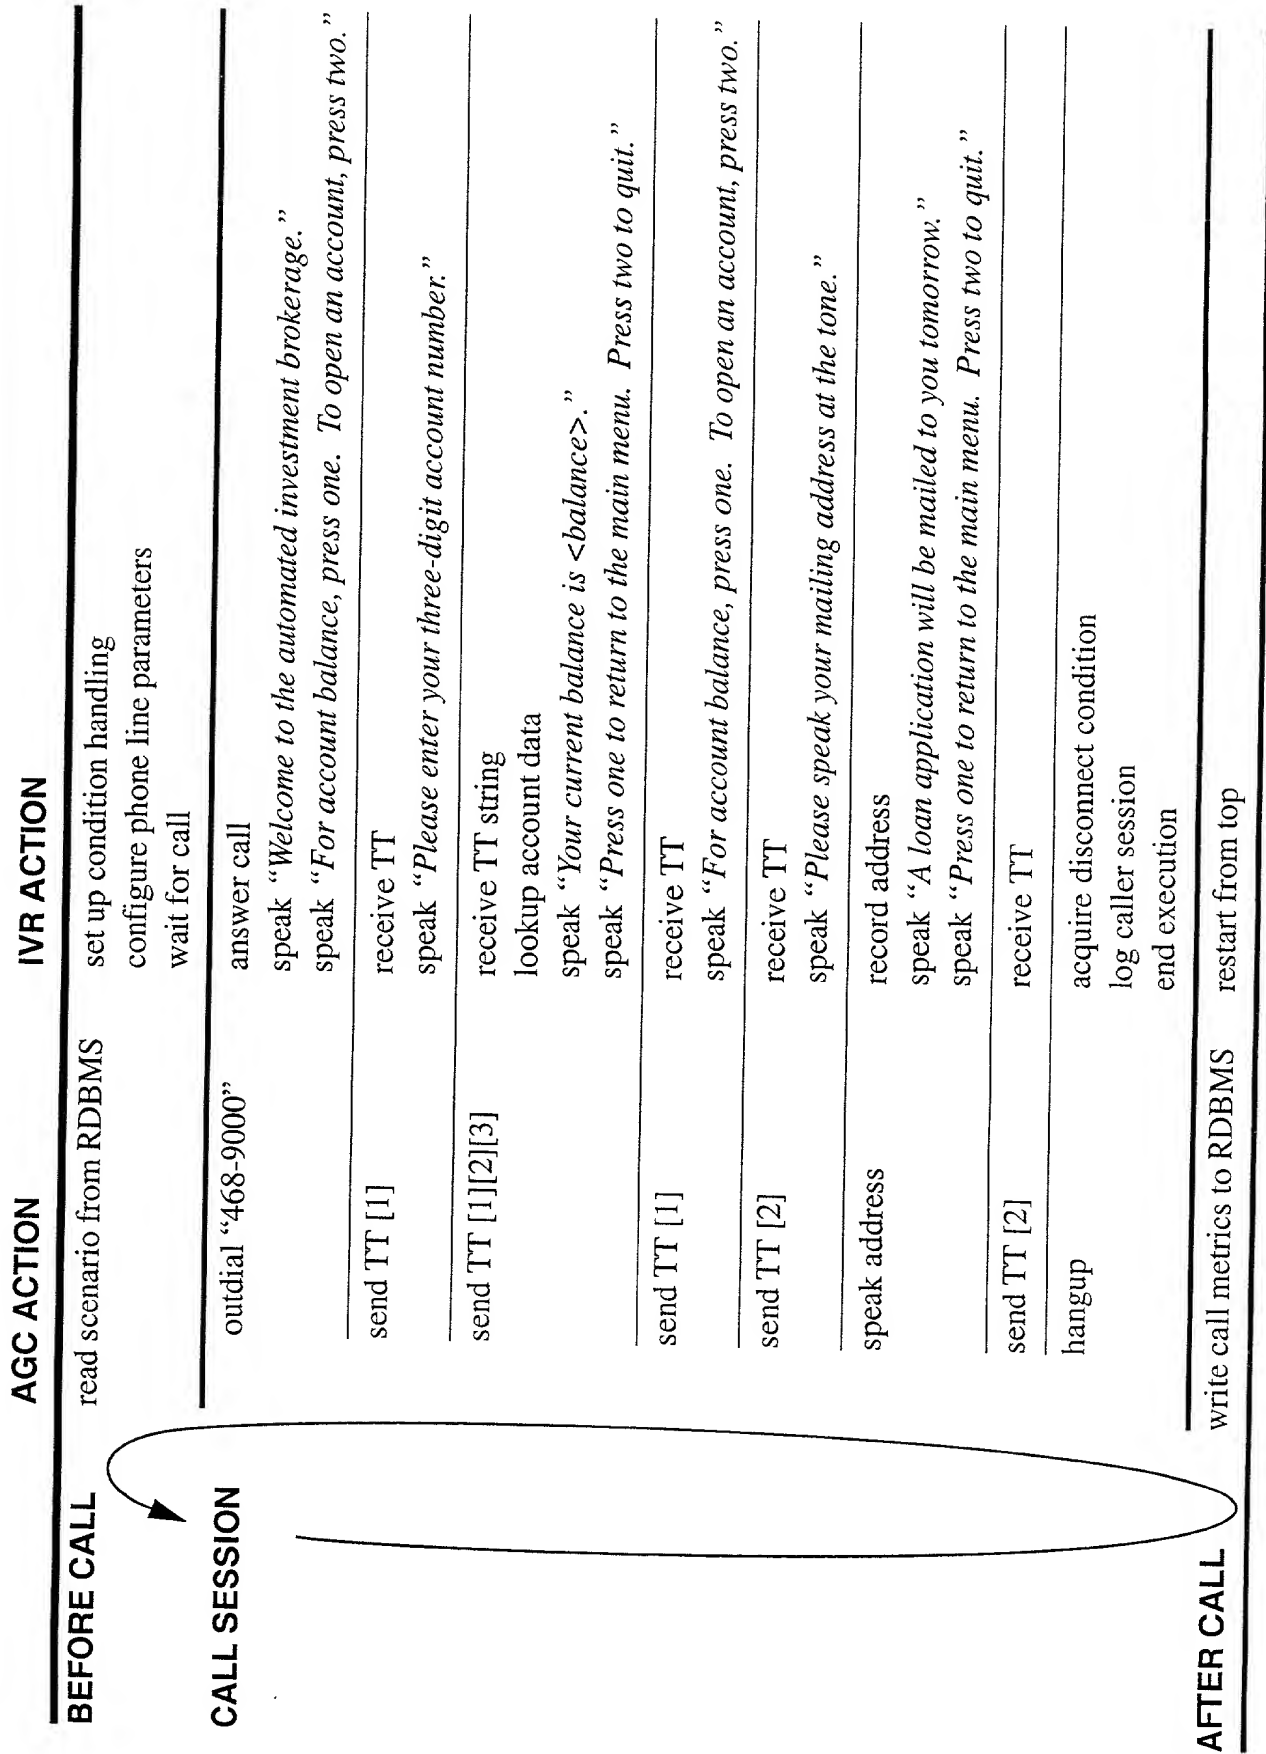 AGC ACTION IVR ACTION
BEFORE CALL read scenario from RDBMS set up condition handling
configure phone line parameters
wait for call
CALL SESSION outdial “468-9000” answer call
speak “Welcome to the automated investment brokerage.”
speak “For account balance, press one. To open an account, press two.”
send TT [1] receive TT
speak “Please enter your three-digit account number.”
send TT [1][2][3] receive TT string
lookup account data
speak “Your current balance is <balance>.”
speak “Press one to return to the main menu. Press two to quit.”
send TT [1] receive TT
speak “For account balance, press one. To open an account, press two.”
send TT [2] receive TT
speak “Please speak your mailing address at the tone.”
speak address record address
speak “A loan application will be mailed to you tomorrow.”
speak “Press one to return to the main menu. Press two to quit.”
send TT [2] receive TT
hangup acquire disconnect condition
log caller session
end execution
AFTER CALL write call metrics to RDBMS restart from top